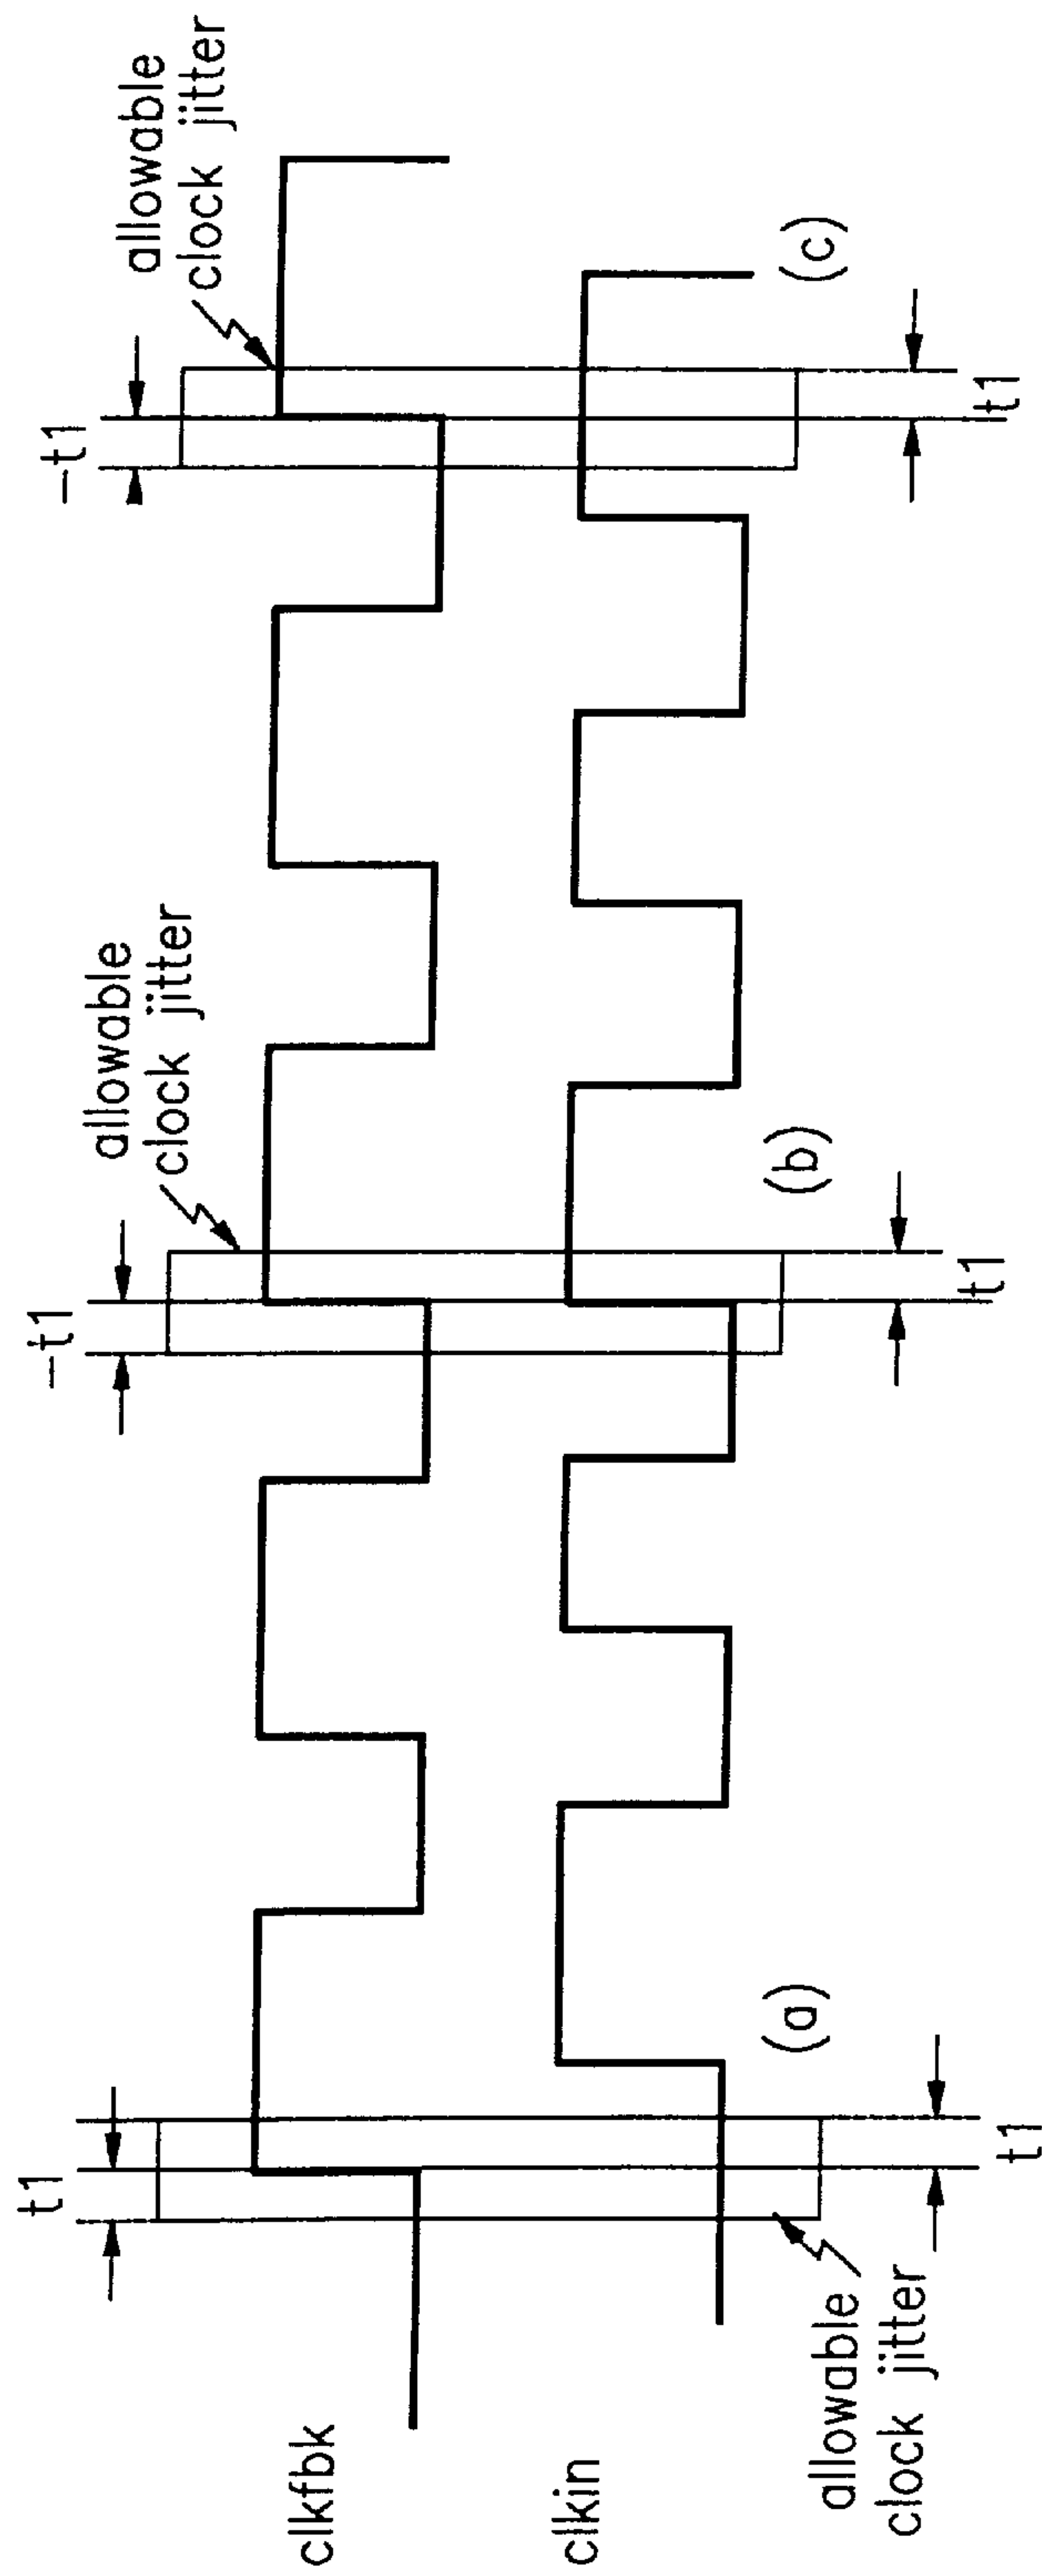 -t1
allowable
clock jitter
-t1
allowable
clock jitter
t1
clkfbk
clkin
(a)
(b)
(c)
allowable
clock jitter
t1
t1
t1